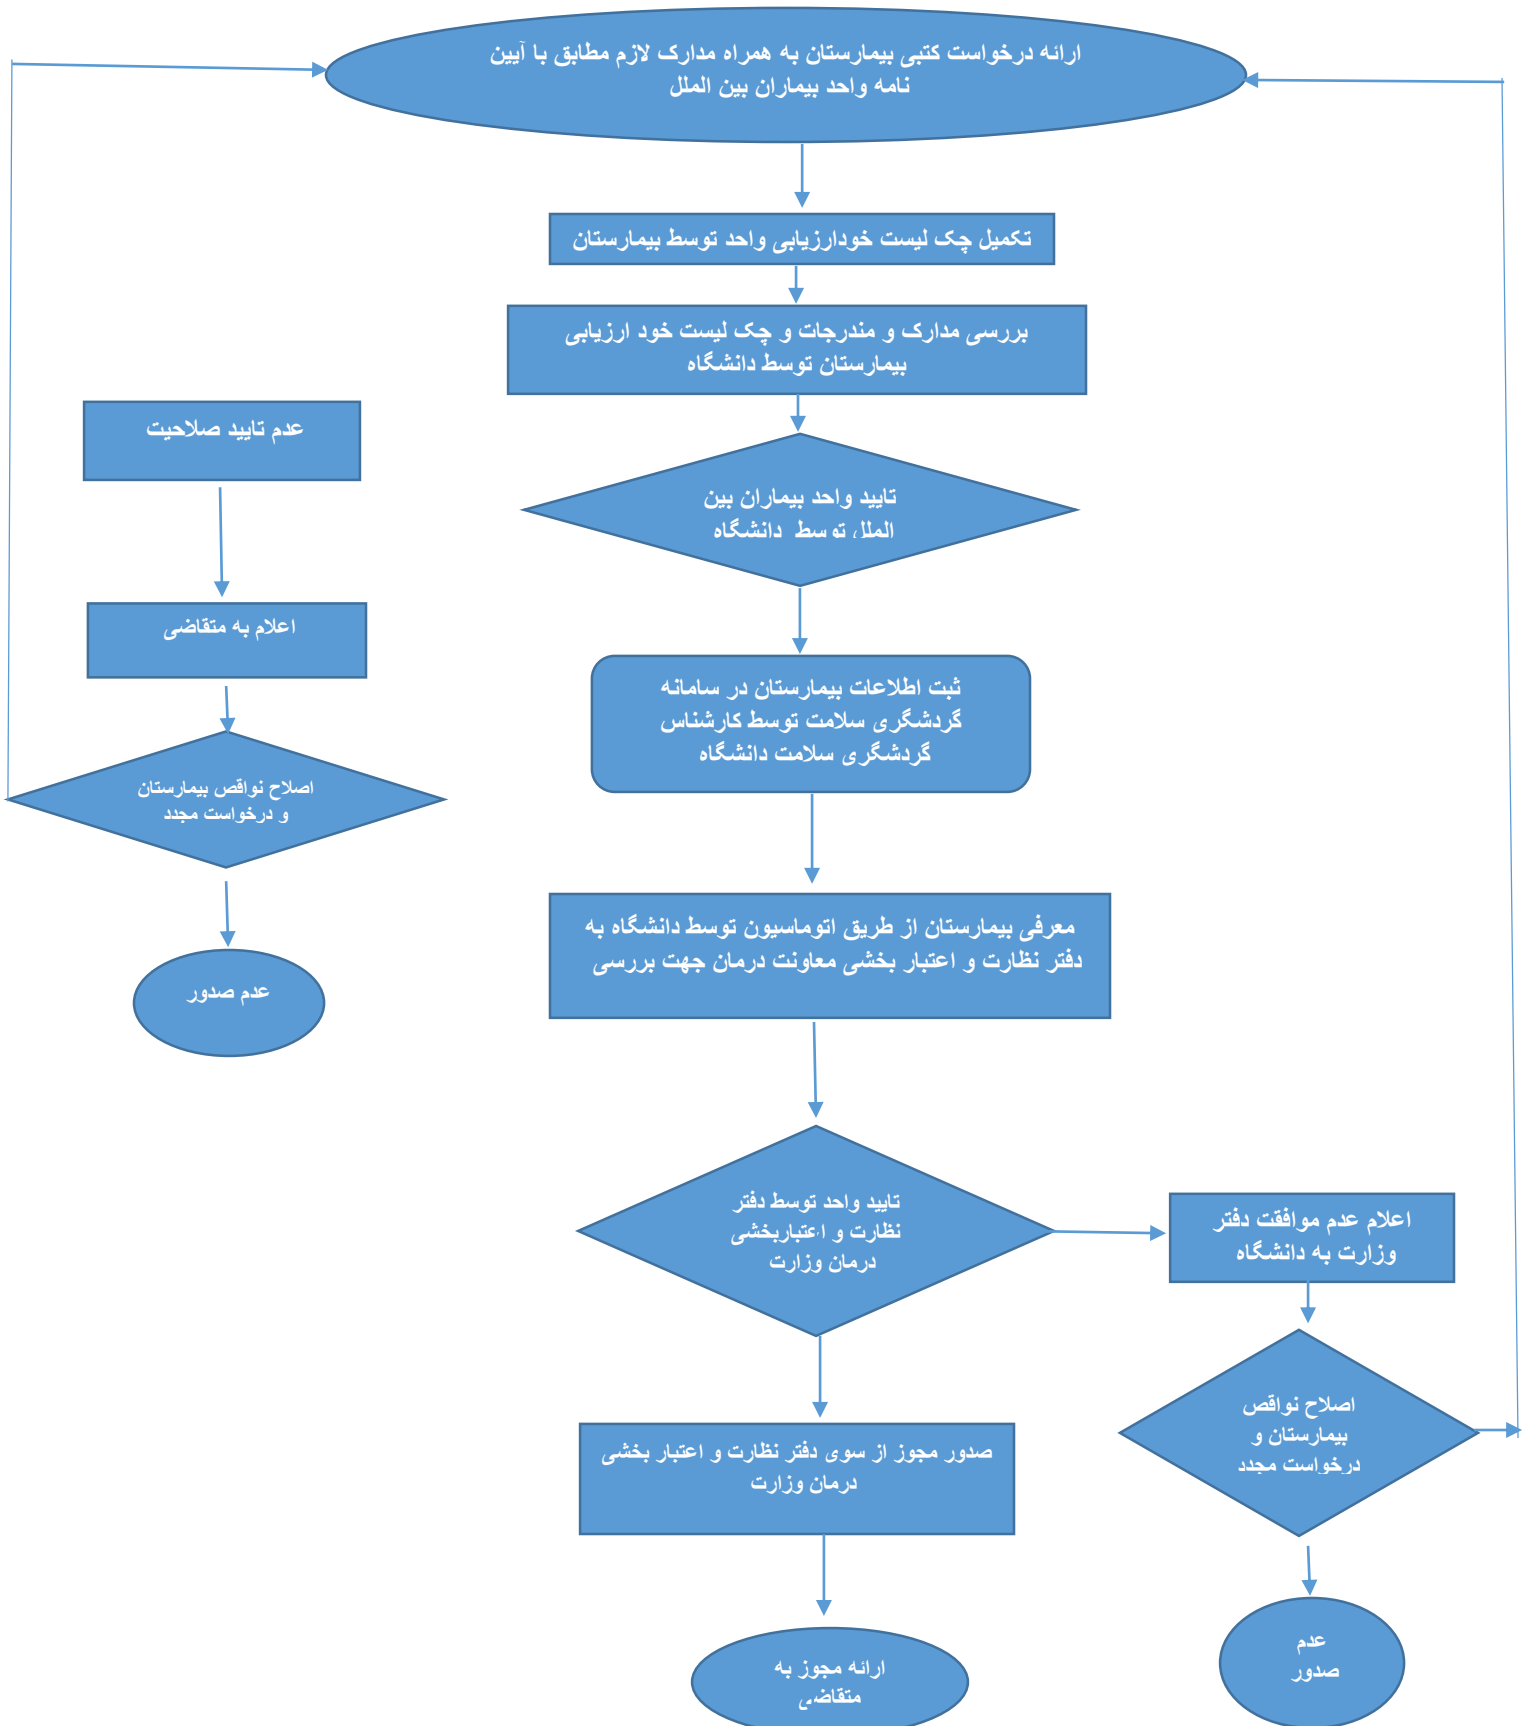 ارائه درخواست کتبی بیمارستان به همراه مدارک لازم مطابق با آیین
نامه واحد بیماران بین الملل
تکمیل چک لیست خودارزیابی واحد توسط بیمارستان
بررسی مدارک و مندرجات و چک لیست خود ارزیابی
بیمارستان توسط دانشگاه
تایید واحد بیماران بین
الملل توسط دانشگاه
عدم تایید صلاحیت
اعلام به متقاضی
اصلاح نواقص بیمارستان
و درخواست مجدد
عدم صدور
ثبت اطلاعات بیمارستان در سامانه
گردشگری سلامت توسط کارشناس
گردشگری سلامت دانشگاه
معرفی بیمارستان از طریق اتوماسیون توسط دانشگاه به
دفتر نظارت و اعتبار بخشی معاونت درمان جهت بررسی
تایید واحد توسط دفتر
نظارت و اعتباربخشی
درمان وزارت
اعلام عدم موافقت دفتر
وزارت به دانشگاه
اصلاح نواقص
بیمارستان و
درخواست مجدد
عدم
صدور
صدور مجوز از سوی دفتر نظارت و اعتبار بخشی
درمان وزارت
ارائه مجوز به
متقاضی